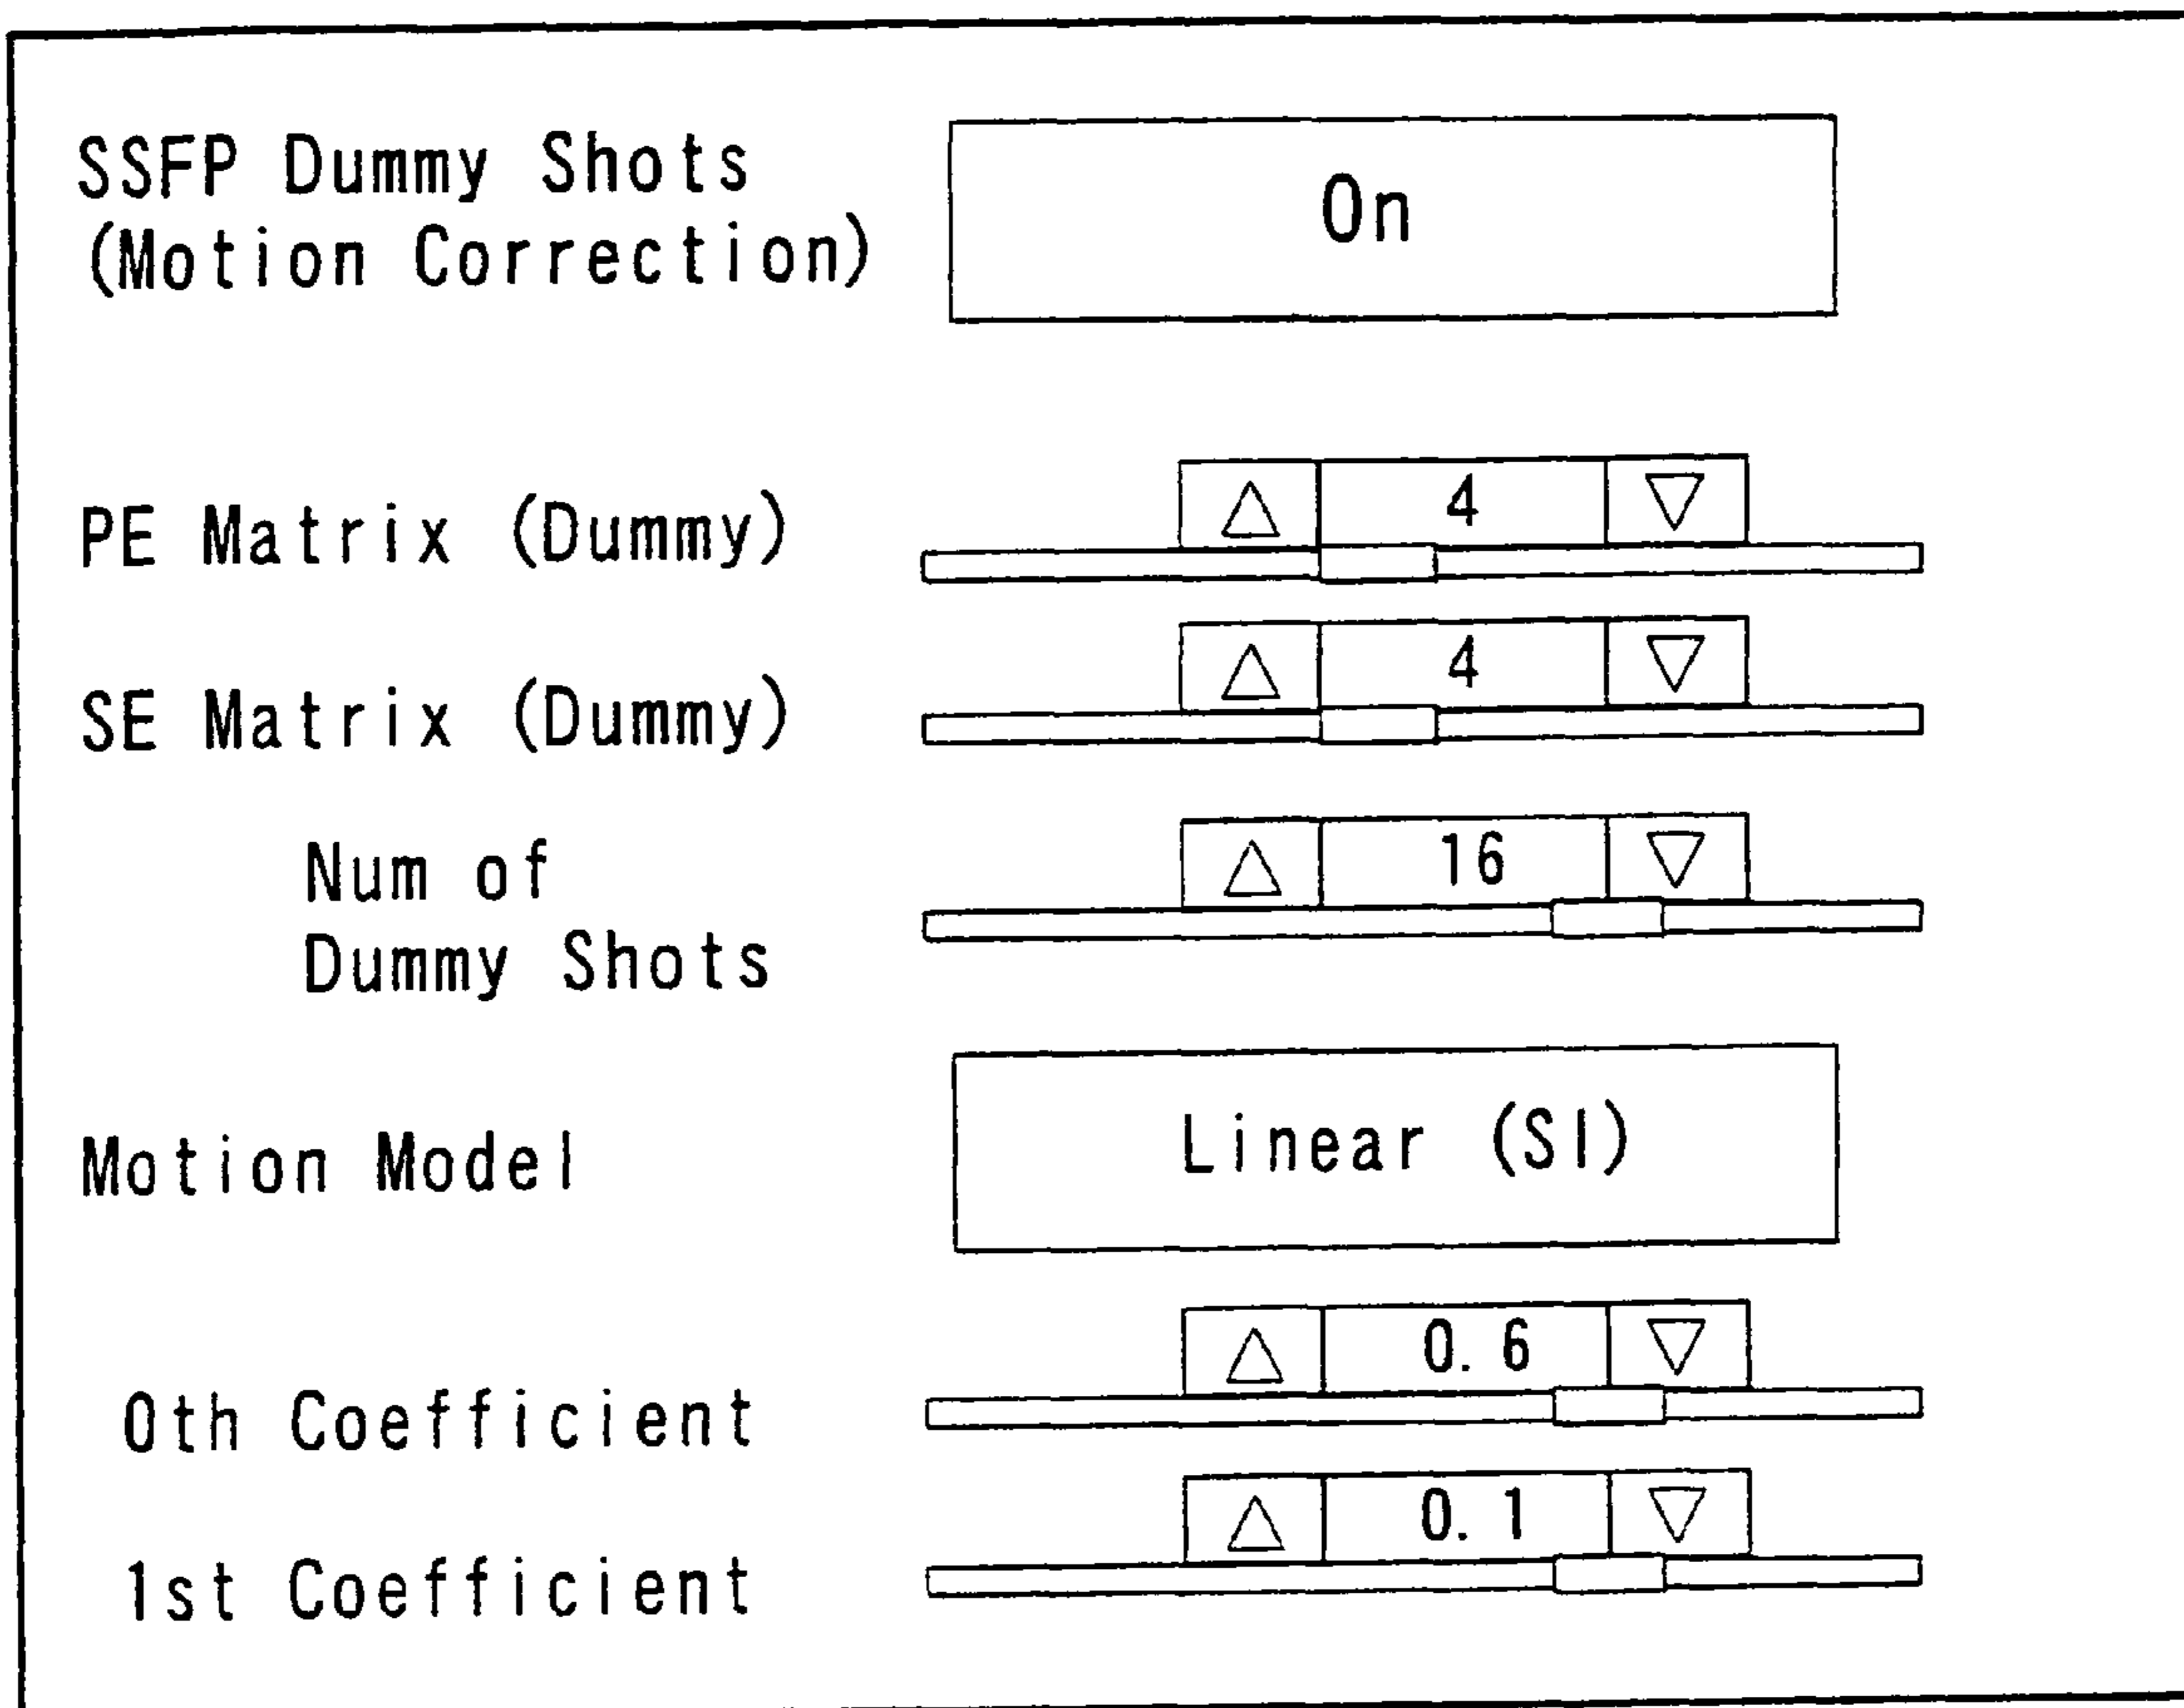 SSFP Dummy Shots
(Motion Correction)
On
PE Matrix (Dummy)
△ 4 ▽
SE Matrix (Dummy)
△ 4 ▽
Num of
Dummy Shots
△ 16 ▽
Motion Model
Linear (SI)
0th Coefficient
△ 0.6 ▽
1st Coefficient
△ 0.1 ▽